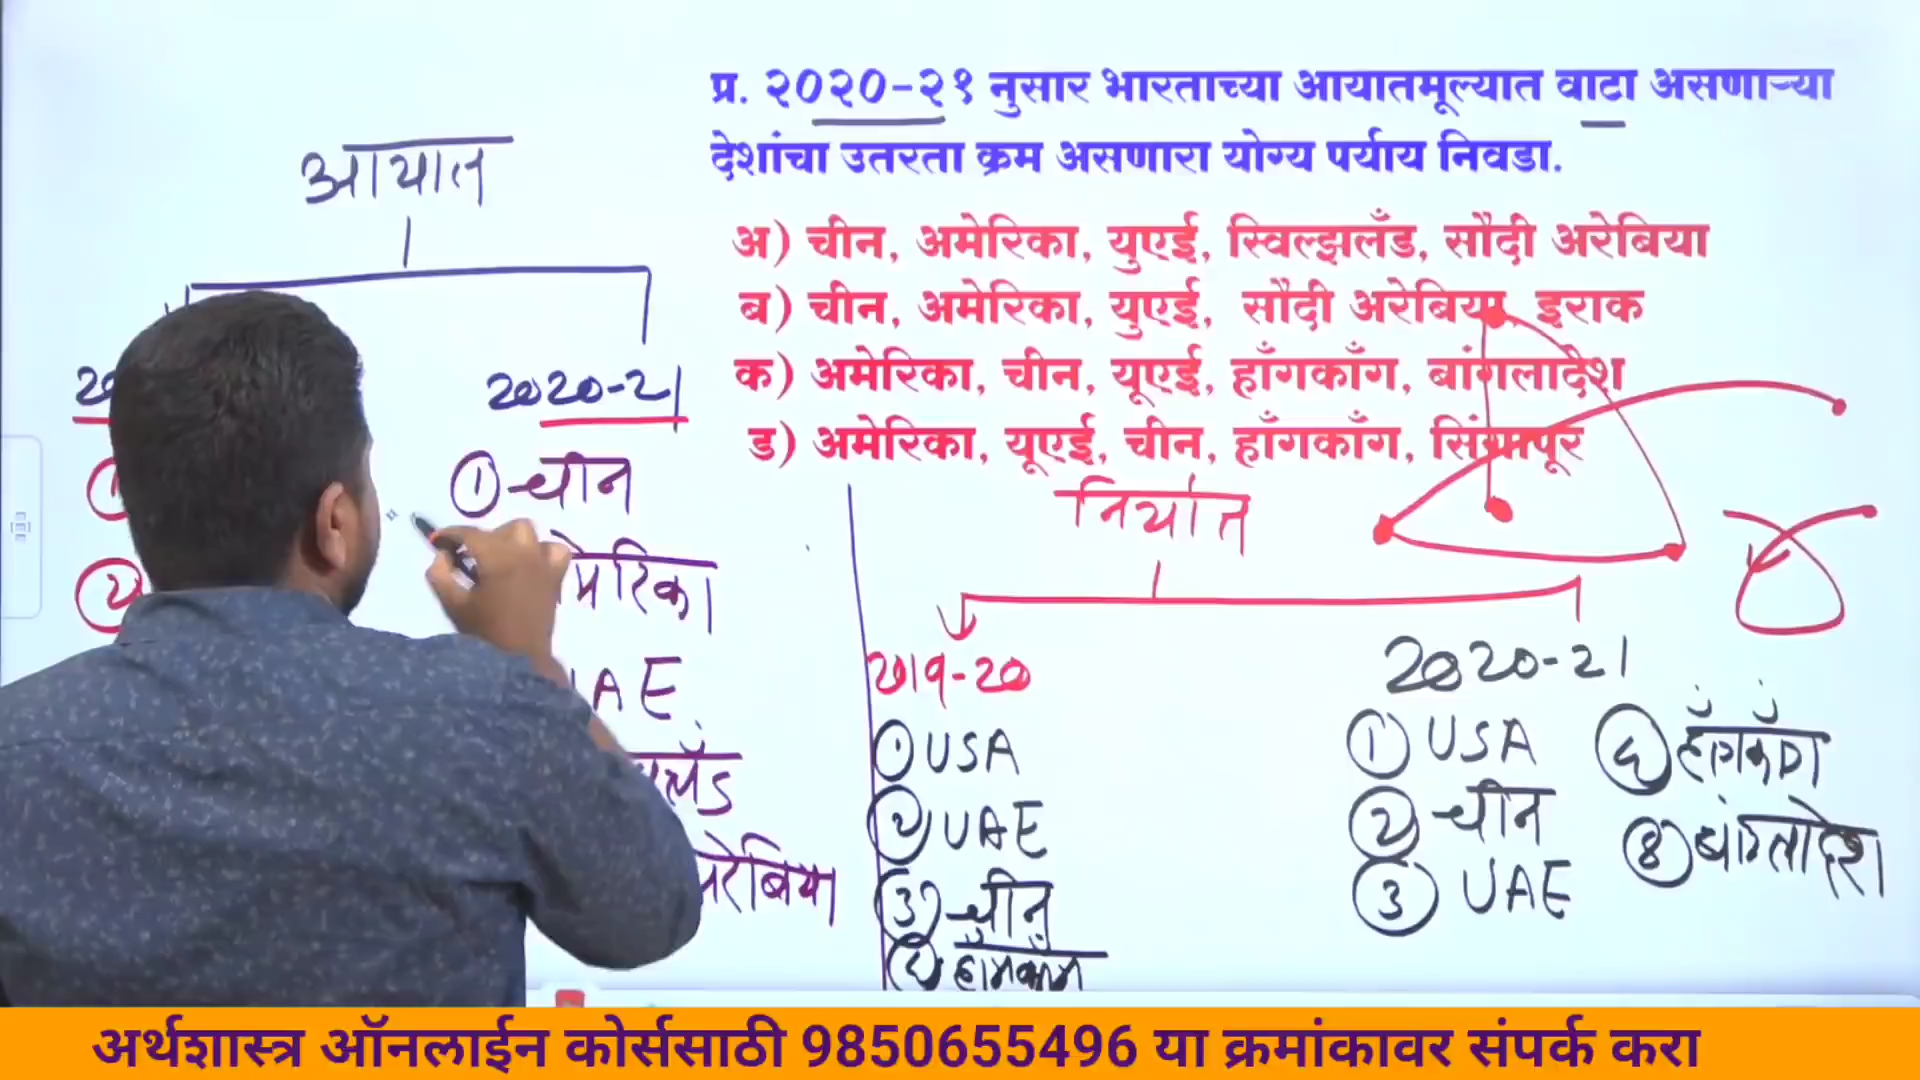 प्र. २०२०-२१ नुसार भारताच्या आयातमूल्यात वाटा असणाऱ्या
देशांचा उतरता क्रम असणारा योग्य पर्याय निवडा.
अ) चीन, अमेरिका, युएई, स्विल्झलँड, सौदी अरेबिया
ब) चीन, अमेरिका, युएई, सौदी अरेबिया, इराक
क) अमेरिका, चीन, यूएई, हाँगकाँग, बांगलादेश
ड) अमेरिका, यूएई, चीन, हाँगकाँग, सिंगापूर
आयात
2020-21
① चीन
मेरिका
UAE
लँड
अरेबिया
निर्यात
2019-20
① USA
② UAE
③ चीन
④ हाँगकाँग
2020-21
① USA
② चीन
③ UAE
हाँगकाँग
बांग्लादेश
अर्थशास्त्र ऑनलाईन कोर्ससाठी 9850655496 या क्रमांकावर संपर्क करा